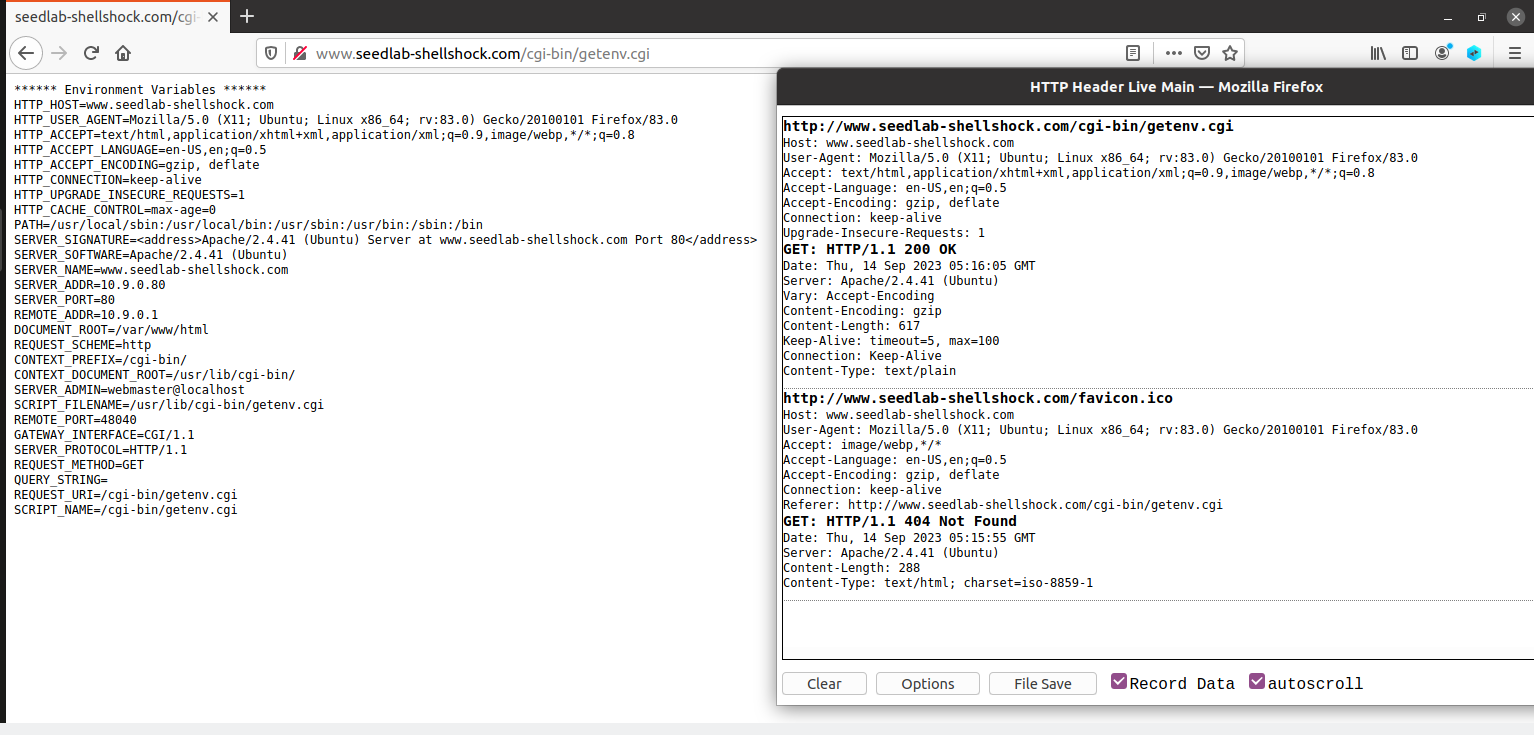 seedlab-shellshock.com/cgi-
www.seedlab-shellshock.com/cgi-bin/getenv.cgi
****** Environment Variables ******
HTTP_HOST=www.seedlab-shellshock.com
HTTP_USER_AGENT=Mozilla/5.0 (X11; Ubuntu; Linux x86_64; rv:83.0) Gecko/20100101 Firefox/83.0
HTTP_ACCEPT=text/html,application/xhtml+xml,application/xml;q=0.9,image/webp,*/*;q=0.8
HTTP_ACCEPT_LANGUAGE=en-US,en;q=0.5
HTTP_ACCEPT_ENCODING=gzip, deflate
HTTP_CONNECTION=keep-alive
HTTP_UPGRADE_INSECURE_REQUESTS=1
HTTP_CACHE_CONTROL=max-age=0
PATH=/usr/local/sbin:/usr/local/bin:/usr/sbin:/usr/bin:/sbin:/bin
SERVER_SIGNATURE=<address>Apache/2.4.41 (Ubuntu) Server at www.seedlab-shellshock.com Port 80</address>
SERVER_SOFTWARE=Apache/2.4.41 (Ubuntu)
SERVER_NAME=www.seedlab-shellshock.com
SERVER_ADDR=10.9.0.80
SERVER_PORT=80
REMOTE_ADDR=10.9.0.1
DOCUMENT_ROOT=/var/www/html
REQUEST_SCHEME=http
CONTEXT_PREFIX=/cgi-bin/
CONTEXT_DOCUMENT_ROOT=/usr/lib/cgi-bin/
SERVER_ADMIN=webmaster@localhost
SCRIPT_FILENAME=/usr/lib/cgi-bin/getenv.cgi
REMOTE_PORT=48040
GATEWAY_INTERFACE=CGI/1.1
SERVER_PROTOCOL=HTTP/1.1
REQUEST_METHOD=GET
QUERY_STRING=
REQUEST_URI=/cgi-bin/getenv.cgi
SCRIPT_NAME=/cgi-bin/getenv.cgi
HTTP Header Live Main — Mozilla Firefox
http://www.seedlab-shellshock.com/cgi-bin/getenv.cgi
Host: www.seedlab-shellshock.com
User-Agent: Mozilla/5.0 (X11; Ubuntu; Linux x86_64; rv:83.0) Gecko/20100101 Firefox/83.0
Accept: text/html,application/xhtml+xml,application/xml;q=0.9,image/webp,*/*;q=0.8
Accept-Language: en-US,en;q=0.5
Accept-Encoding: gzip, deflate
Connection: keep-alive
Upgrade-Insecure-Requests: 1
GET: HTTP/1.1 200 OK
Date: Thu, 14 Sep 2023 05:16:05 GMT
Server: Apache/2.4.41 (Ubuntu)
Vary: Accept-Encoding
Content-Encoding: gzip
Content-Length: 617
Keep-Alive: timeout=5, max=100
Connection: Keep-Alive
Content-Type: text/plain
http://www.seedlab-shellshock.com/favicon.ico
Host: www.seedlab-shellshock.com
User-Agent: Mozilla/5.0 (X11; Ubuntu; Linux x86_64; rv:83.0) Gecko/20100101 Firefox/83.0
Accept: image/webp,*/*
Accept-Language: en-US,en;q=0.5
Accept-Encoding: gzip, deflate
Connection: keep-alive
Referer: http://www.seedlab-shellshock.com/cgi-bin/getenv.cgi
GET: HTTP/1.1 404 Not Found
Date: Thu, 14 Sep 2023 05:15:55 GMT
Server: Apache/2.4.41 (Ubuntu)
Content-Length: 288
Content-Type: text/html; charset=iso-8859-1
Clear Options File Save Record Data autoscroll